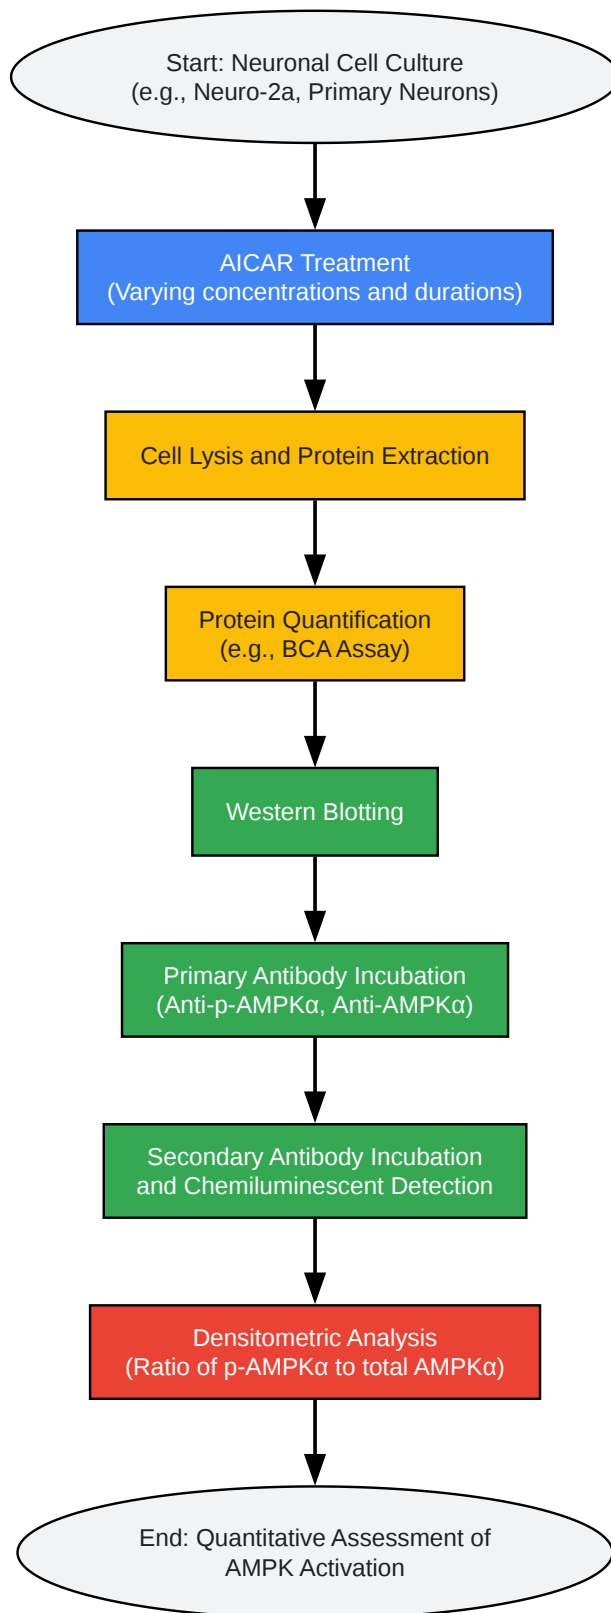 Start: Neuronal Cell Culture
(e.g., Neuro-2a, Primary Neurons)
AICAR Treatment
(Varying concentrations and durations)
Cell Lysis and Protein Extraction
Protein Quantification
(e.g., BCA Assay)
Western Blotting
Primary Antibody Incubation
(Anti-p-AMPKα, Anti-AMPKα)
Secondary Antibody Incubation
and Chemiluminescent Detection
Densitometric Analysis
(Ratio of p-AMPKα to total AMPKα)
End: Quantitative Assessment of
AMPK Activation